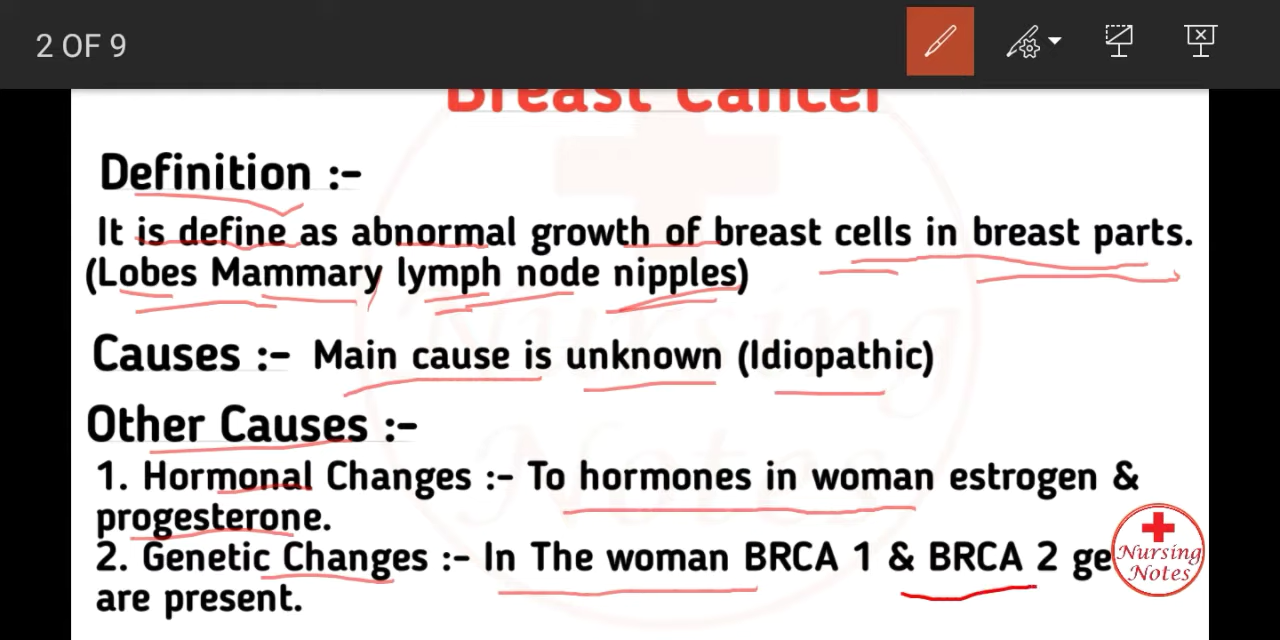 2 OF 9
Breast Cancer
Definition :-
It is define as abnormal growth of breast cells in breast parts.
(Lobes Mammary lymph node nipples)
Causes :- Main cause is unknown (Idiopathic)
Other Causes :-
1. Hormonal Changes :- To hormones in woman estrogen &
progesterone.
2. Genetic Changes :- In The woman BRCA 1 & BRCA 2 ge
are present.
Nursing
Notes
Nursing
Notes